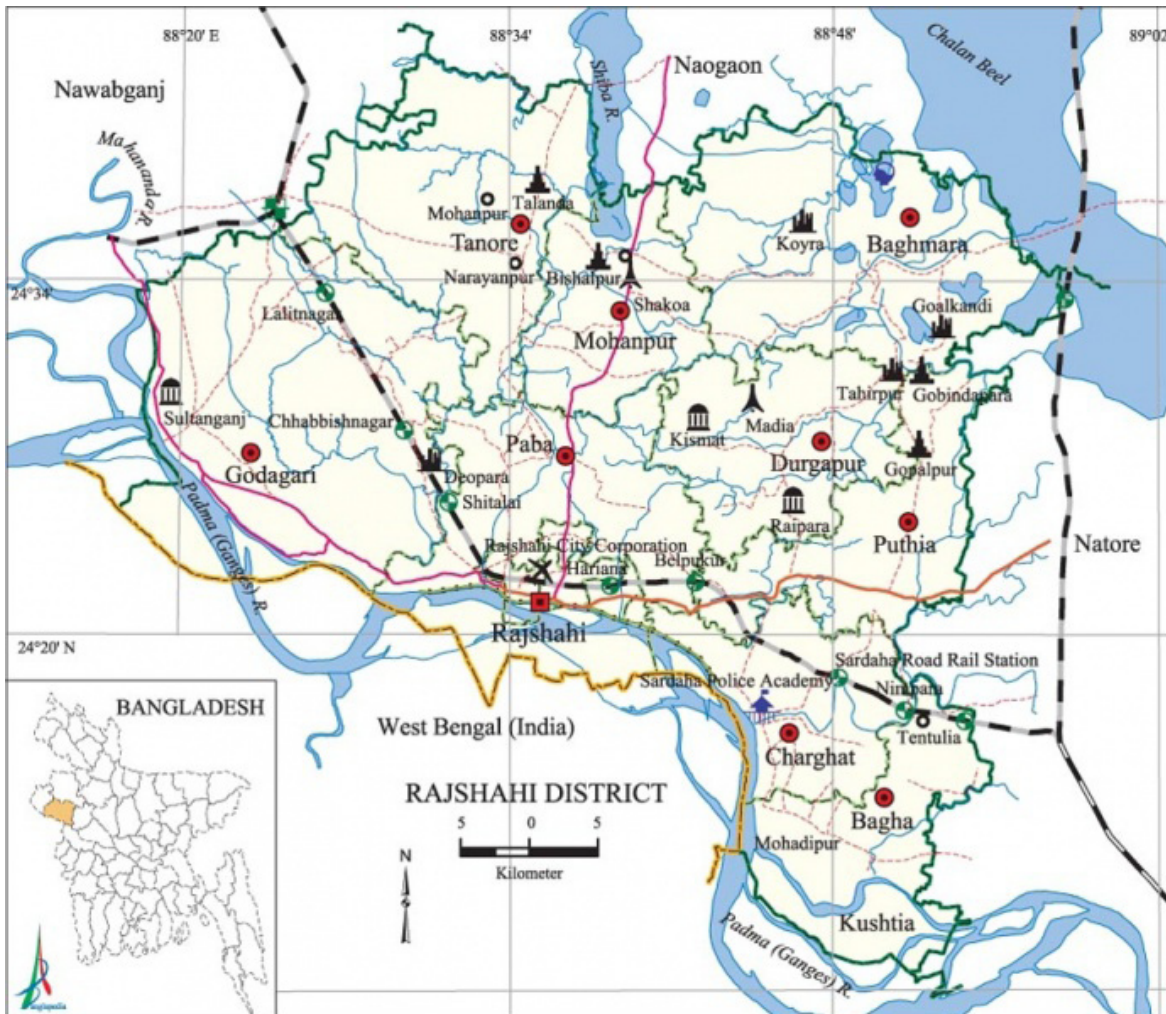 88°20' E
88°34'
88°48'
89°02'
Nawabganj
Mahananda R.
Shiba R.
Naogaon
Chalan Beel
Mohanpur
Talanda
Tanore
Narayanpur
Bishalpur
Koyra
Baghmara
24°34'
Lalitnagar
Shakoa
Mohanpur
Goalkandi
Sultanganj
Chhabbishnagar
Tahirpur
Gobindapara
Kismat
Madia
Godagari
Paba
Durgapur
Gopalpur
Deopara
Shitalai
Raipara
Puthia
Padma (Ganges) R.
Rajshahi City Corporation
Hariana
Belpukur
Natore
Rajshahi
24°20' N
Sardaha Road Rail Station
Sardaha Police Academy
BANGLADESH
West Bengal (India)
Tentulia
Charghat
RAJSHAHI DISTRICT
5 0 5
Kilometer
Bagha
Mohadipur
N
Kushtia
Padma (Ganges) R.